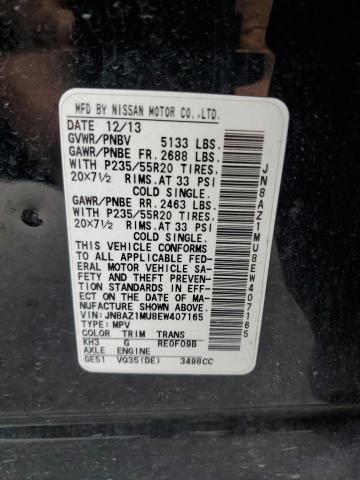 MFD BY NISSAN MOTOR CO.,LTD.
DATE 12/13
GVWR/PNBV 5133 LBS.
GAWR/PNBE FR. 2688 LBS.
WITH P235/55R20 TIRES,
20X7½ RIMS.AT 33 PSI
COLD SINGLE.
GAWR/PNBE RR. 2463 LBS.
WITH P235/55R20 TIRES,
20X7½ RIMS.AT 33 PSI
COLD SINGLE.
THIS VEHICLE CONFORMS
TO ALL APPLICABLE FED-
ERAL MOTOR VEHICLE SA-
FETY AND THEFT PREVEN-
TION STANDARDS IN EFF-
ECT ON THE DATE OF MA-
NUFACTURE SHOWN ABOVE.
VIN:JN8AZ1MU8EW407165
TYPE:MPV
COLOR TRIM TRANS
KH3 G RE0F09B
AXLE ENGINE
GE51 VQ35(DE) 3498CC
JN8AZ1MU8EW407165